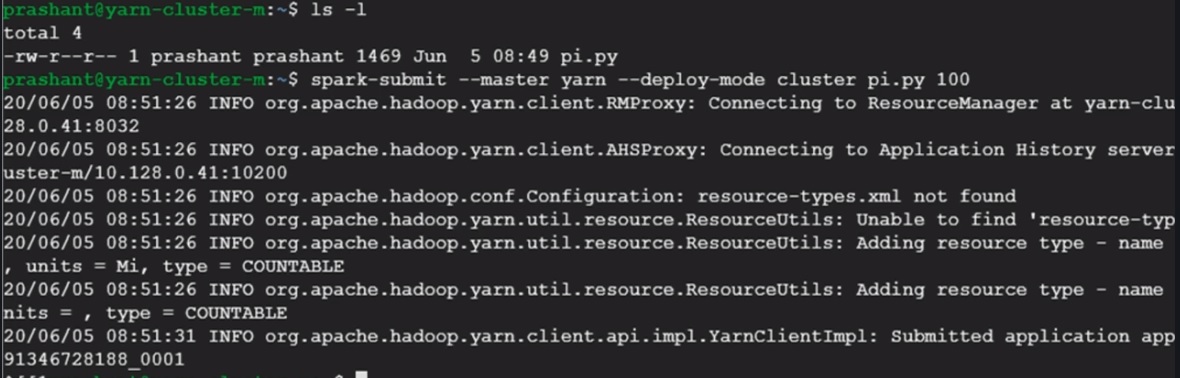 prashant@yarn-cluster-m:~$ ls -l
total 4
-rw-r--r-- 1 prashant prashant 1469 Jun  5 08:49 pi.py
prashant@yarn-cluster-m:~$ spark-submit --master yarn --deploy-mode cluster pi.py 100
20/06/05 08:51:26 INFO org.apache.hadoop.yarn.client.RMProxy: Connecting to ResourceManager at yarn-clu
28.0.41:8032
20/06/05 08:51:26 INFO org.apache.hadoop.yarn.client.AHSProxy: Connecting to Application History server
uster-m/10.128.0.41:10200
20/06/05 08:51:26 INFO org.apache.hadoop.conf.Configuration: resource-types.xml not found
20/06/05 08:51:26 INFO org.apache.hadoop.yarn.util.resource.ResourceUtils: Unable to find 'resource-typ
20/06/05 08:51:26 INFO org.apache.hadoop.yarn.util.resource.ResourceUtils: Adding resource type - name
, units = Mi, type = COUNTABLE
20/06/05 08:51:26 INFO org.apache.hadoop.yarn.util.resource.ResourceUtils: Adding resource type - name
nits = , type = COUNTABLE
20/06/05 08:51:31 INFO org.apache.hadoop.yarn.client.api.impl.YarnClientImpl: Submitted application app
91346728188_0001